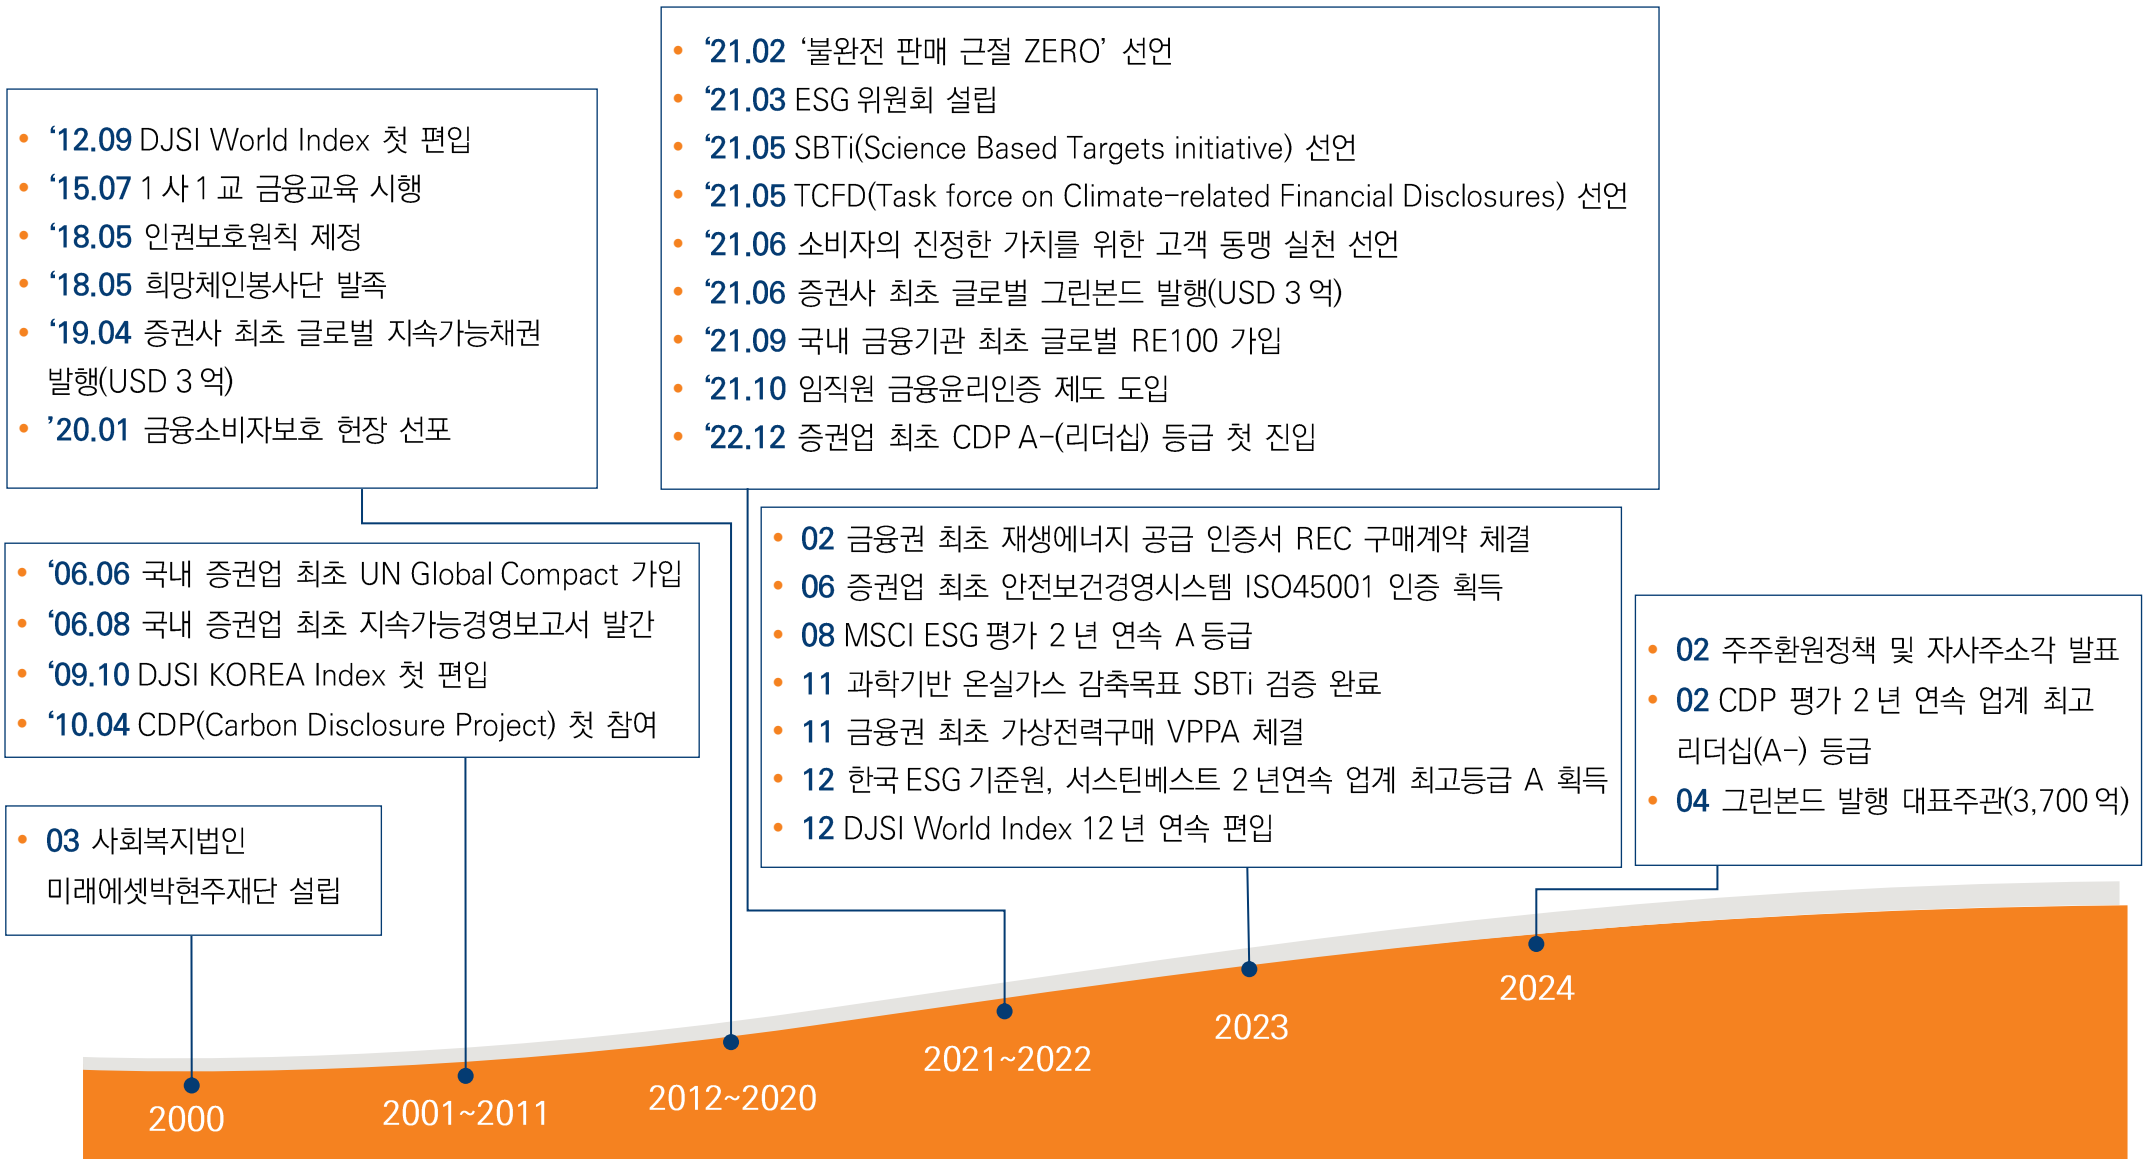 ‘21.02 ‘불완전 판매 근절 ZERO’ 선언
‘21.03 ESG 위원회 설립
‘21.05 SBTi(Science Based Targets initiative) 선언
‘21.05 TCFD(Task force on Climate-related Financial Disclosures) 선언
‘21.06 소비자의 진정한 가치를 위한 고객 동맹 실천 선언
‘21.06 증권사 최초 글로벌 그린본드 발행(USD 3억)
‘21.09 국내 금융기관 최초 글로벌 RE100 가입
‘21.10 임직원 금융윤리인증 제도 도입
‘22.12 증권업 최초 CDP A-(리더십) 등급 첫 진입
‘12.09 DJSI World Index 첫 편입
‘15.07 1사1교 금융교육 시행
‘18.05 인권보호원칙 제정
‘18.05 희망체인봉사단 발족
‘19.04 증권사 최초 글로벌 지속가능채권
발행(USD 3억)
’20.01 금융소비자보호 헌장 선포
‘06.06 국내 증권업 최초 UN Global Compact 가입
‘06.08 국내 증권업 최초 지속가능경영보고서 발간
‘09.10 DJSI KOREA Index 첫 편입
‘10.04 CDP(Carbon Disclosure Project) 첫 참여
02 금융권 최초 재생에너지 공급 인증서 REC 구매계약 체결
06 증권업 최초 안전보건경영시스템 ISO45001 인증 획득
08 MSCI ESG 평가 2년 연속 A등급
11 과학기반 온실가스 감축목표 SBTi 검증 완료
11 금융권 최초 가상전력구매 VPPA 체결
12 한국ESG기준원, 서스틴베스트 2년연속 업계 최고등급 A 획득
12 DJSI World Index 12년 연속 편입
02 주주환원정책 및 자사주소각 발표
02 CDP 평가 2년 연속 업계 최고
리더십(A-) 등급
04 그린본드 발행 대표주관(3,700억)
03 사회복지법인
미래에셋박현주재단 설립
2000
2001~2011
2012~2020
2021~2022
2023
2024